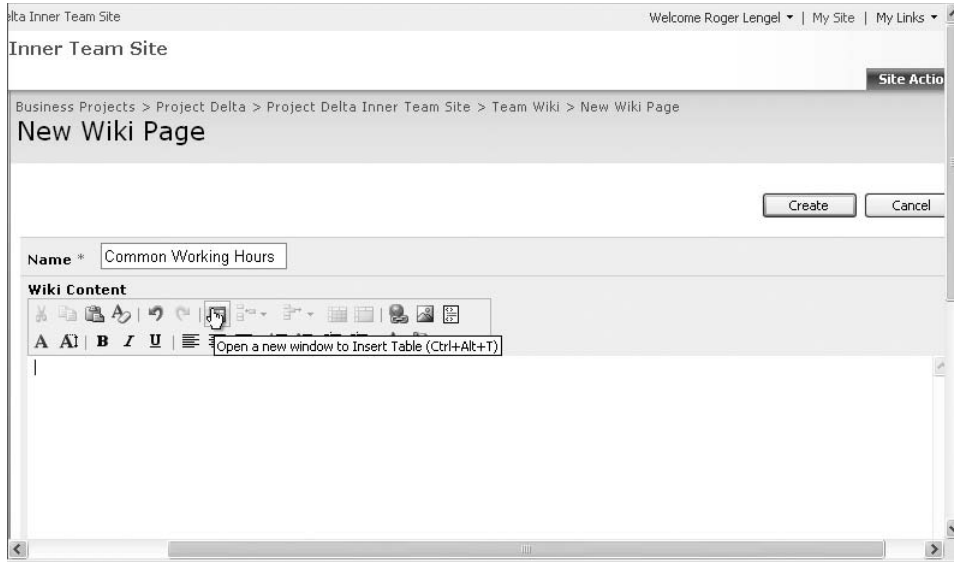 elta Inner Team Site
Welcome Roger Lengel | My Site | My Links
Inner Team Site
Site Actio
Business Projects > Project Delta > Project Delta Inner Team Site > Team Wiki > New Wiki Page
New Wiki Page
Create Cancel
Name * Common Working Hours
Wiki Content
A A B I U
Open a new window to Insert Table (Ctrl+Alt+T)